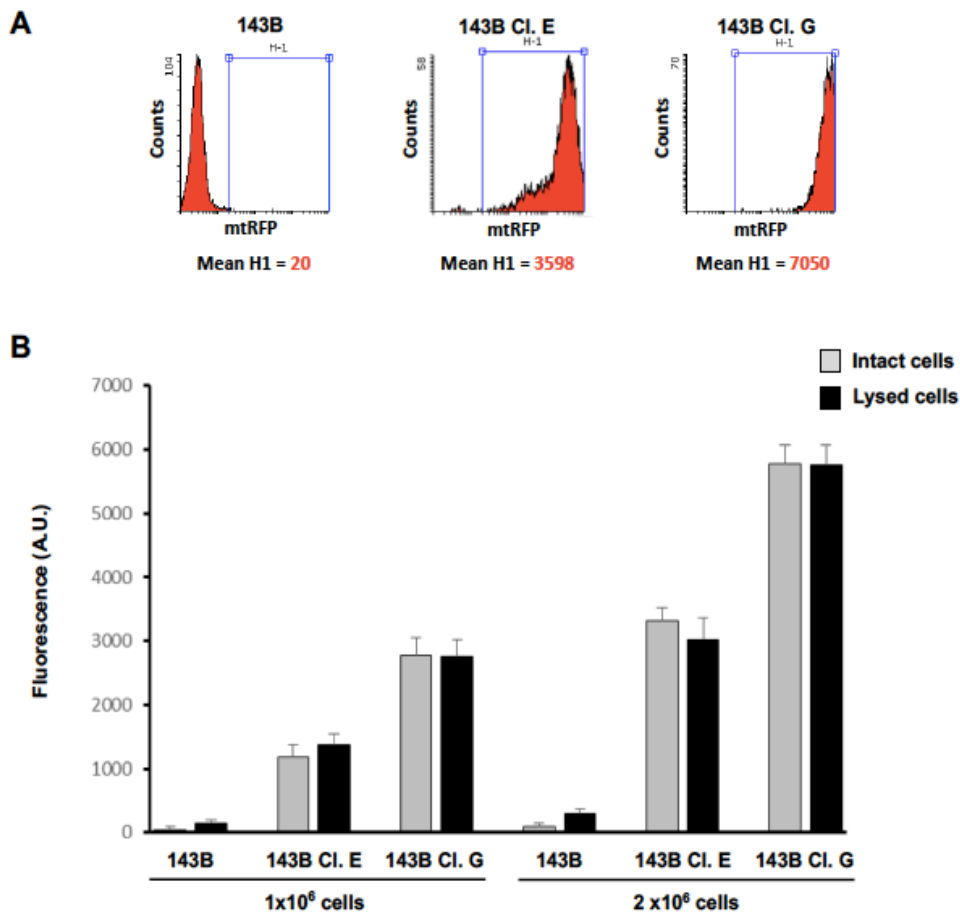 A
143B
143B Cl. E
143B Cl. G
H-1
H-1
H-1
104
58
70
Counts
Counts
Counts
mtRFP
mtRFP
mtRFP
Mean H1 = 20
Mean H1 = 3598
Mean H1 = 7050
B
Intact cells
Lysed cells
7000
6000
5000
4000
3000
2000
1000
0
Fluorescence (A.U.)
143B
143B Cl. E
143B Cl. G
143B
143B Cl. E
143B Cl. G
1x10⁶ cells
2 x10⁶ cells